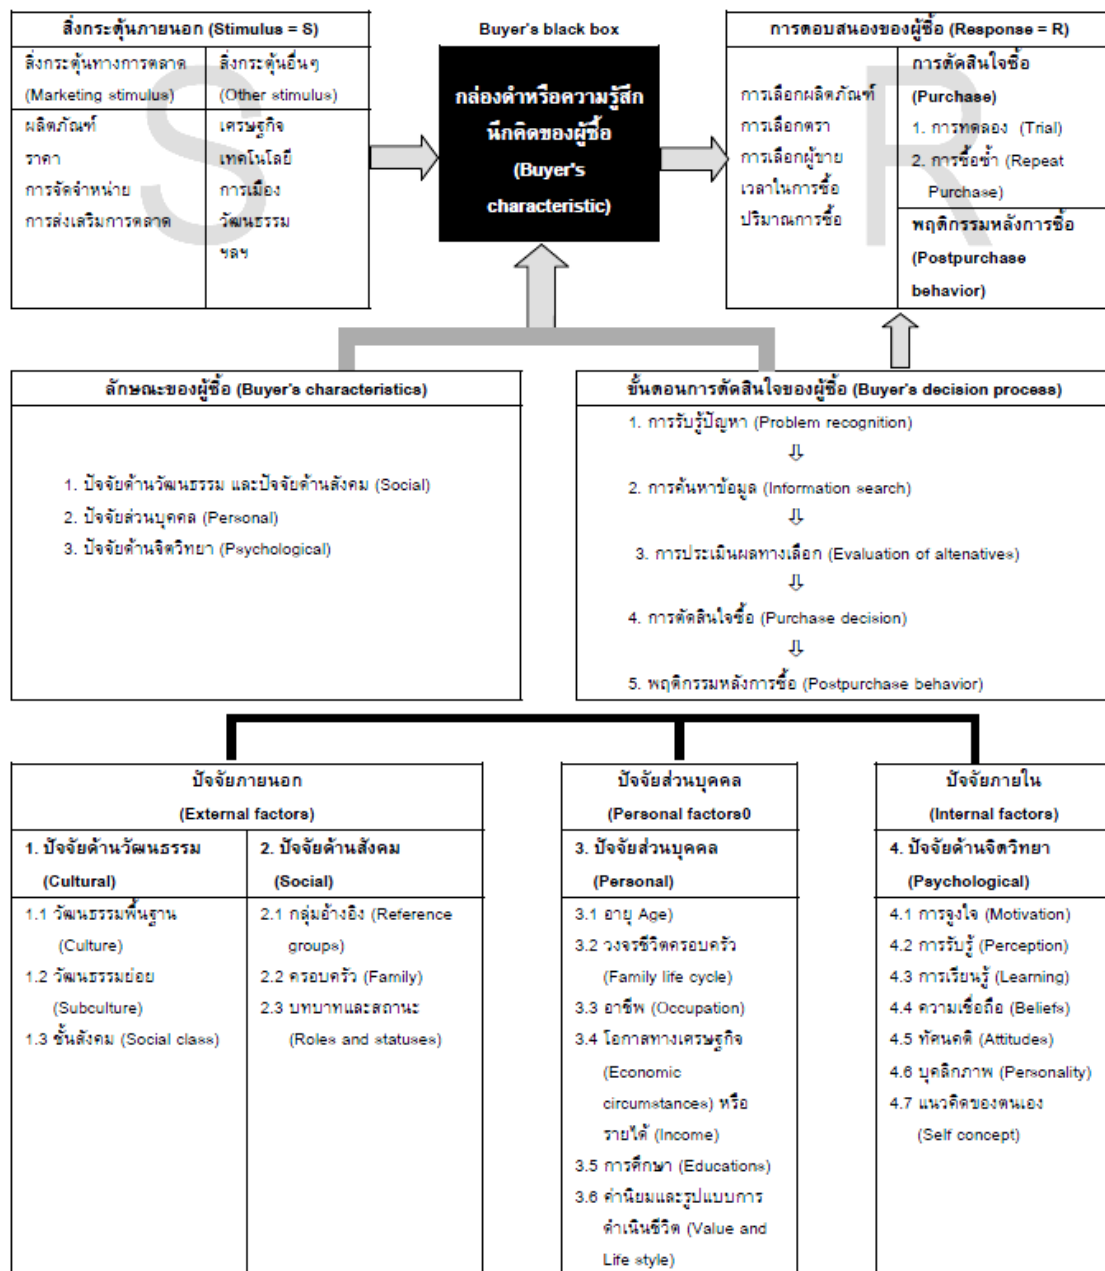 สิ่งกระตุ้นภายนอก (Stimulus = S)
สิ่งกระตุ้นทางการตลาด
(Marketing stimulus)
สิ่งกระตุ้นอื่นๆ
(Other stimulus)
ผลิตภัณฑ์
ราคา
การจัดจำหน่าย
การส่งเสริมการตลาด
เศรษฐกิจ
เทคโนโลยี
การเมือง
วัฒนธรรม
ฯลฯ
S
Buyer's black box
กล่องดำหรือความรู้สึก
นึกคิดของผู้ซื้อ
(Buyer's
characteristic)
การตอบสนองของผู้ซื้อ (Response = R)
การเลือกผลิตภัณฑ์
การเลือกตรา
การเลือกผู้ขาย
เวลาในการซื้อ
ปริมาณการซื้อ
การตัดสินใจซื้อ
(Purchase)
1. การทดลอง (Trial)
2. การซื้อซ้ำ (Repeat
Purchase)
พฤติกรรมหลังการซื้อ
(Postpurchase
behavior)
R
ลักษณะของผู้ซื้อ (Buyer's characteristics)
1. ปัจจัยด้านวัฒนธรรม และปัจจัยด้านสังคม (Social)
2. ปัจจัยส่วนบุคคล (Personal)
3. ปัจจัยด้านจิตวิทยา (Psychological)
ขั้นตอนการตัดสินใจของผู้ซื้อ (Buyer's decision process)
1. การรับรู้ปัญหา (Problem recognition)
⇩
2. การค้นหาข้อมูล (Information search)
⇩
3. การประเมินผลทางเลือก (Evaluation of altenatives)
⇩
4. การตัดสินใจซื้อ (Purchase decision)
⇩
5. พฤติกรรมหลังการซื้อ (Postpurchase behavior)
ปัจจัยภายนอก
(External factors)
1. ปัจจัยด้านวัฒนธรรม
(Cultural)
1.1 วัฒนธรรมพื้นฐาน
(Culture)
1.2 วัฒนธรรมย่อย
(Subculture)
1.3 ชั้นสังคม (Social class)
2. ปัจจัยด้านสังคม
(Social)
2.1 กลุ่มอ้างอิง (Reference
groups)
2.2 ครอบครัว (Family)
2.3 บทบาทและสถานะ
(Roles and statuses)
ปัจจัยส่วนบุคคล
(Personal factors0
3. ปัจจัยส่วนบุคคล
(Personal)
3.1 อายุ Age)
3.2 วงจรชีวิตครอบครัว
(Family life cycle)
3.3 อาชีพ (Occupation)
3.4 โอกาสทางเศรษฐกิจ
(Economic
circumstances) หรือ
รายได้ (Income)
3.5 การศึกษา (Educations)
3.6 ค่านิยมและรูปแบบการ
ดำเนินชีวิต (Value and
Life style)
ปัจจัยภายใน
(Internal factors)
4. ปัจจัยด้านจิตวิทยา
(Psychological)
4.1 การจูงใจ (Motivation)
4.2 การรับรู้ (Perception)
4.3 การเรียนรู้ (Learning)
4.4 ความเชื่อถือ (Beliefs)
4.5 ทัศนคติ (Attitudes)
4.6 บุคลิกภาพ (Personality)
4.7 แนวคิดของตนเอง
(Self concept)